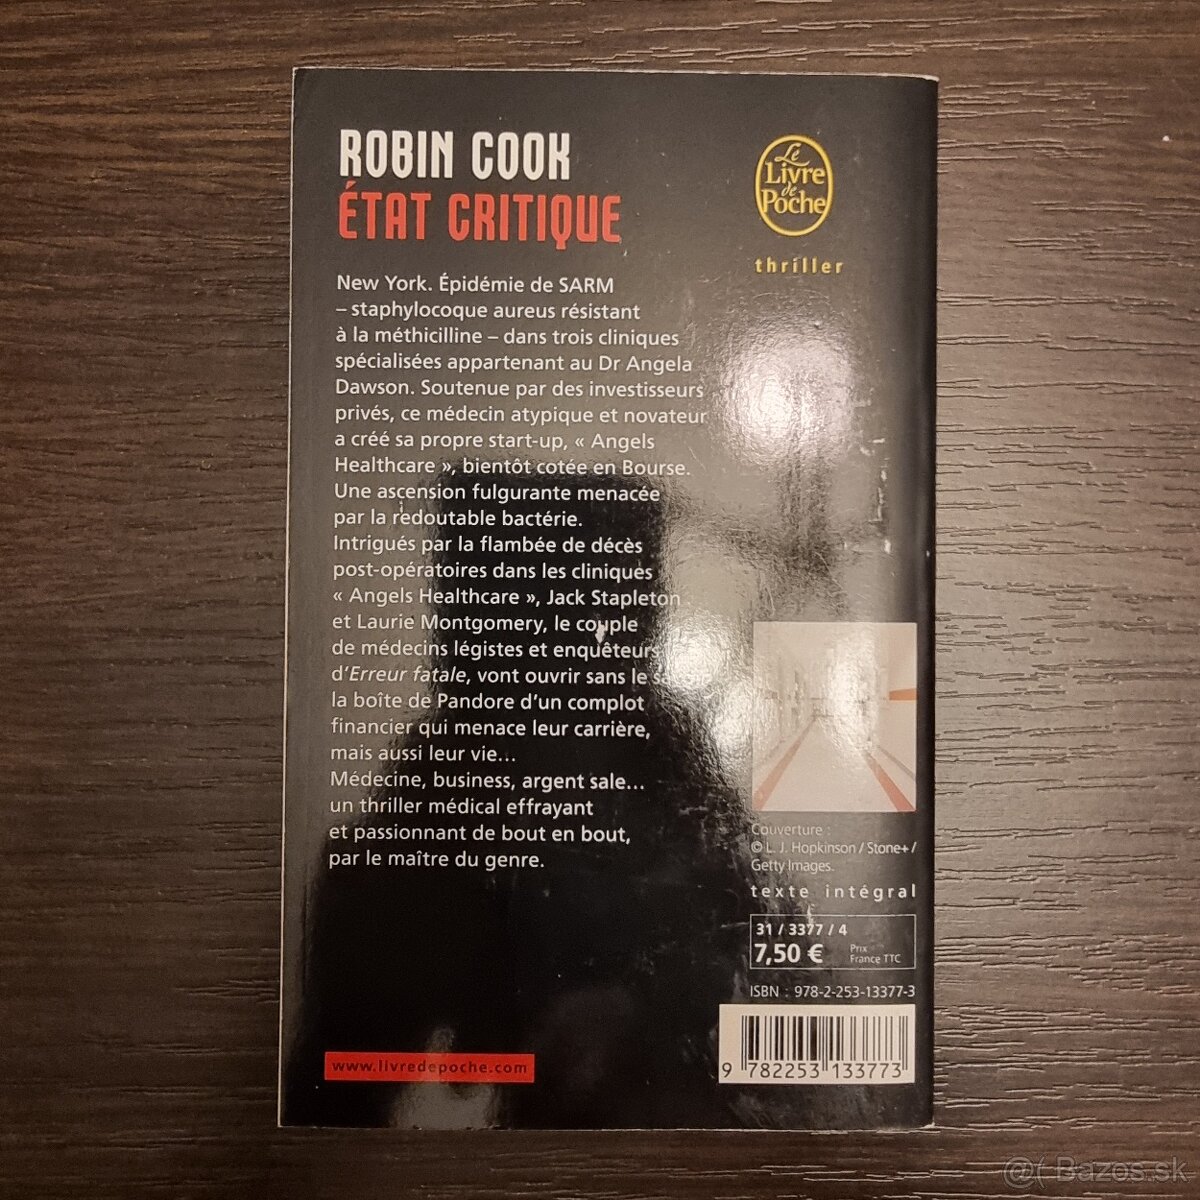 ROBIN COOK
ÉTAT CRITIQUE
Le
Livre
de
Poche
thriller
New York. Épidémie de SARM
– staphylocoque aureus résistant
à la méthicilline – dans trois cliniques
spécialisées appartenant au Dr Angela
Dawson. Soutenue par des investisseurs
privés, ce médecin atypique et novateur
a créé sa propre start-up, « Angels
Healthcare », bientôt cotée en Bourse.
Une ascension fulgurante menacée
par la redoutable bactérie.
Intrigués par la flambée de décès
post-opératoires dans les cliniques
« Angels Healthcare », Jack Stapleton
et Laurie Montgomery, le couple
de médecins légistes et enquêteurs
d’Erreur fatale, vont ouvrir sans le
la boîte de Pandore d’un complot
financier qui menace leur carrière,
mais aussi leur vie...
Médecine, business, argent sale...
un thriller médical effrayant
et passionnant de bout en bout,
par le maître du genre.
Couverture :
© L. J. Hopkinson / Stone+ /
Getty Images.
texte intégral
31 / 3377 / 4
7,50 €
Prix
France TTC
ISBN : 978-2-253-13377-3
9 782253 133773
www.livredepoche.com
@( Bazos.sk